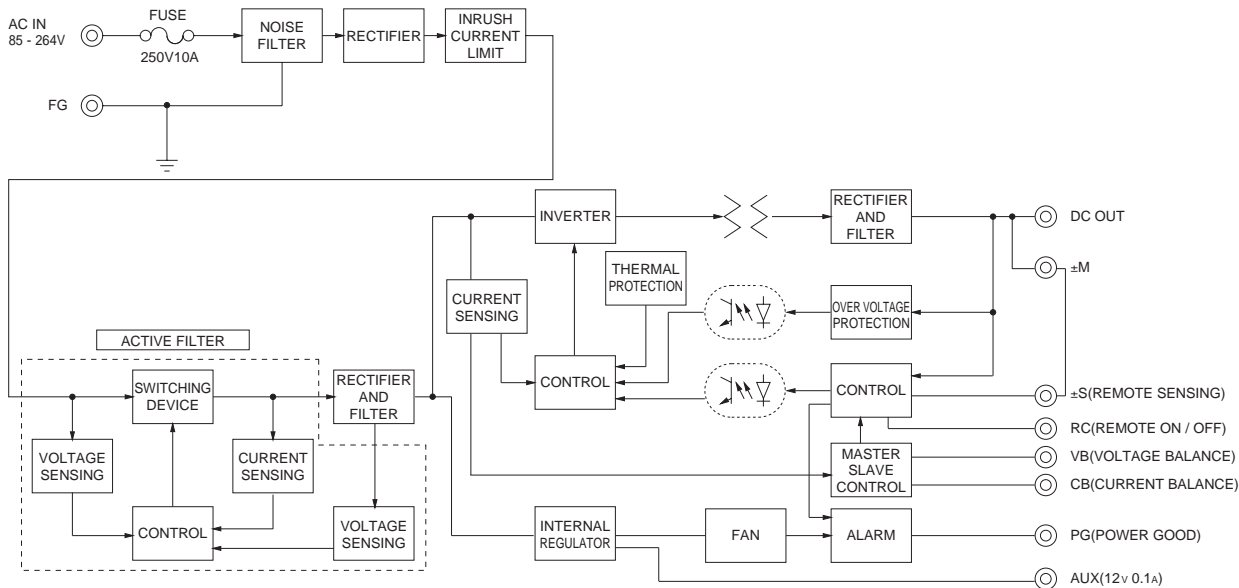 AC IN
85 - 264V
FUSE
250V10A
NOISE
FILTER
RECTIFIER
INRUSH
CURRENT
LIMIT
FG
INVERTER
RECTIFIER
AND
FILTER
DC OUT
±M
THERMAL
PROTECTION
CURRENT
SENSING
OVER VOLTAGE
PROTECTION
ACTIVE FILTER
SWITCHING
DEVICE
RECTIFIER
AND
FILTER
CONTROL
CONTROL
±S(REMOTE SENSING)
RC(REMOTE ON / OFF)
VOLTAGE
SENSING
CURRENT
SENSING
MASTER
SLAVE
CONTROL
VB(VOLTAGE BALANCE)
CB(CURRENT BALANCE)
CONTROL
VOLTAGE
SENSING
INTERNAL
REGULATOR
FAN
ALARM
PG(POWER GOOD)
AUX(12V 0.1A)